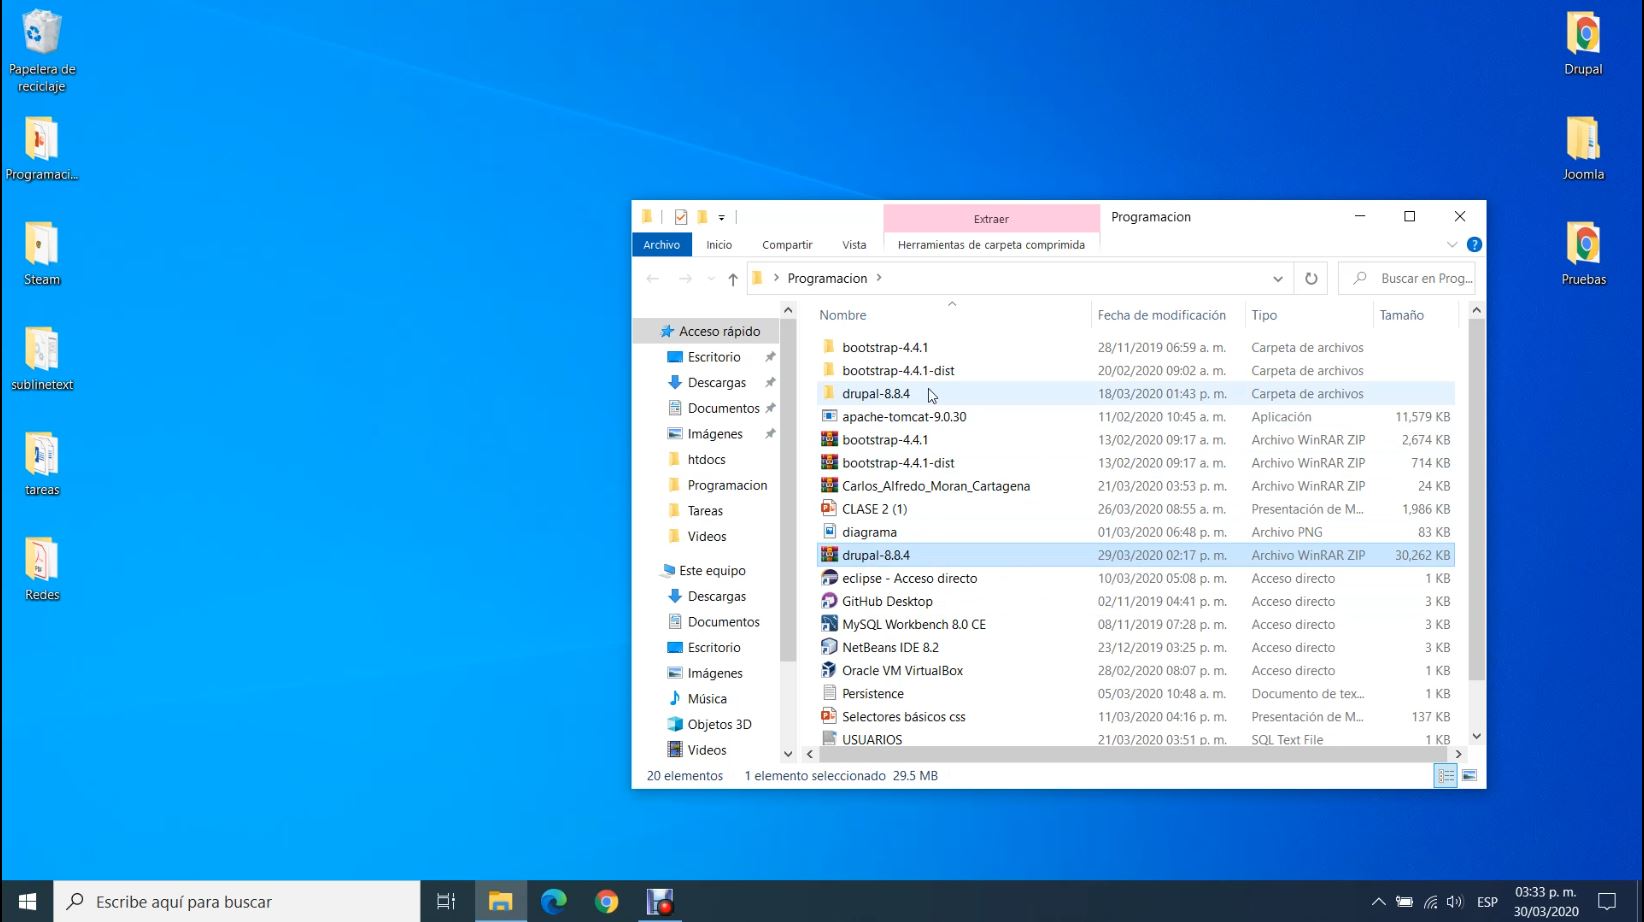 Papelera de
reciclaje
Programaci...
Steam
sublinetext
tareas
Redes
Drupal
Joomla
Pruebas
Extraer
Programacion
Archivo
Inicio
Compartir
Vista
Herramientas de carpeta comprimida
Programacion
Buscar en Prog...
Acceso rápido
Escritorio
Descargas
Documentos
Imágenes
htdocs
Programacion
Tareas
Videos
Este equipo
Descargas
Documentos
Escritorio
Imágenes
Música
Objetos 3D
Videos
Nombre Fecha de modificación Tipo Tamaño
bootstrap-4.4.1 28/11/2019 06:59 a. m. Carpeta de archivos
bootstrap-4.4.1-dist 20/02/2020 09:02 a. m. Carpeta de archivos
drupal-8.8.4 18/03/2020 01:43 p. m. Carpeta de archivos
apache-tomcat-9.0.30 11/02/2020 10:45 a. m. Aplicación 11,579 KB
bootstrap-4.4.1 13/02/2020 09:17 a. m. Archivo WinRAR ZIP 2,674 KB
bootstrap-4.4.1-dist 13/02/2020 09:17 a. m. Archivo WinRAR ZIP 714 KB
Carlos_Alfredo_Moran_Cartagena 21/03/2020 03:53 p. m. Archivo WinRAR ZIP 24 KB
CLASE 2 (1) 26/03/2020 08:55 a. m. Presentación de M... 1,986 KB
diagrama 01/03/2020 06:48 p. m. Archivo PNG 83 KB
drupal-8.8.4 29/03/2020 02:17 p. m. Archivo WinRAR ZIP 30,262 KB
eclipse - Acceso directo 10/03/2020 05:08 p. m. Acceso directo 1 KB
GitHub Desktop 02/11/2019 04:41 p. m. Acceso directo 3 KB
MySQL Workbench 8.0 CE 08/11/2019 07:28 p. m. Acceso directo 3 KB
NetBeans IDE 8.2 23/12/2019 03:25 p. m. Acceso directo 3 KB
Oracle VM VirtualBox 28/02/2020 08:07 p. m. Acceso directo 1 KB
Persistence 05/03/2020 10:48 a. m. Documento de tex... 1 KB
Selectores básicos css 11/03/2020 04:16 p. m. Presentación de M... 137 KB
USUARIOS 21/03/2020 03:51 p. m. SQL Text File 1 KB
20 elementos 1 elemento seleccionado 29.5 MB
Escribe aquí para buscar
ESP
03:33 p. m.
30/03/2020